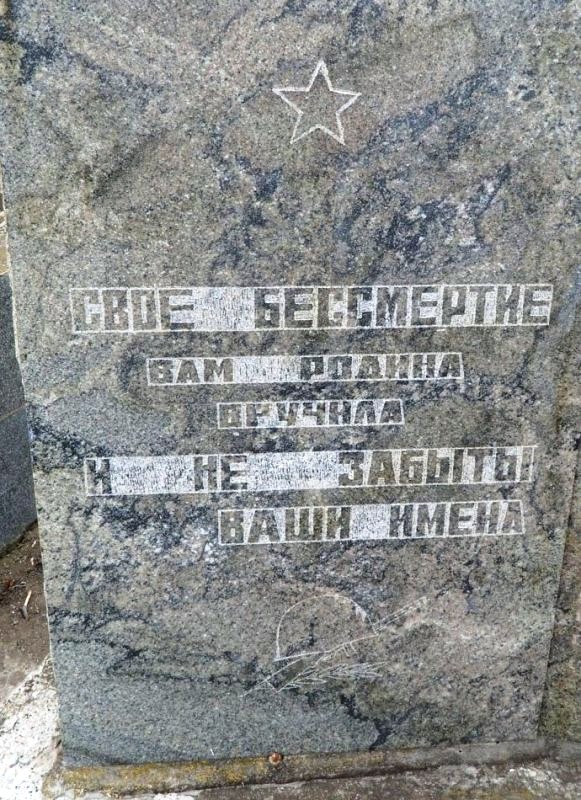 СВОЕ БЕССМЕРТИЕ
ВАМ РОДИНА
ВРУЧИЛА
И НЕ ЗАБЫТЫ
ВАШИ ИМЕНА